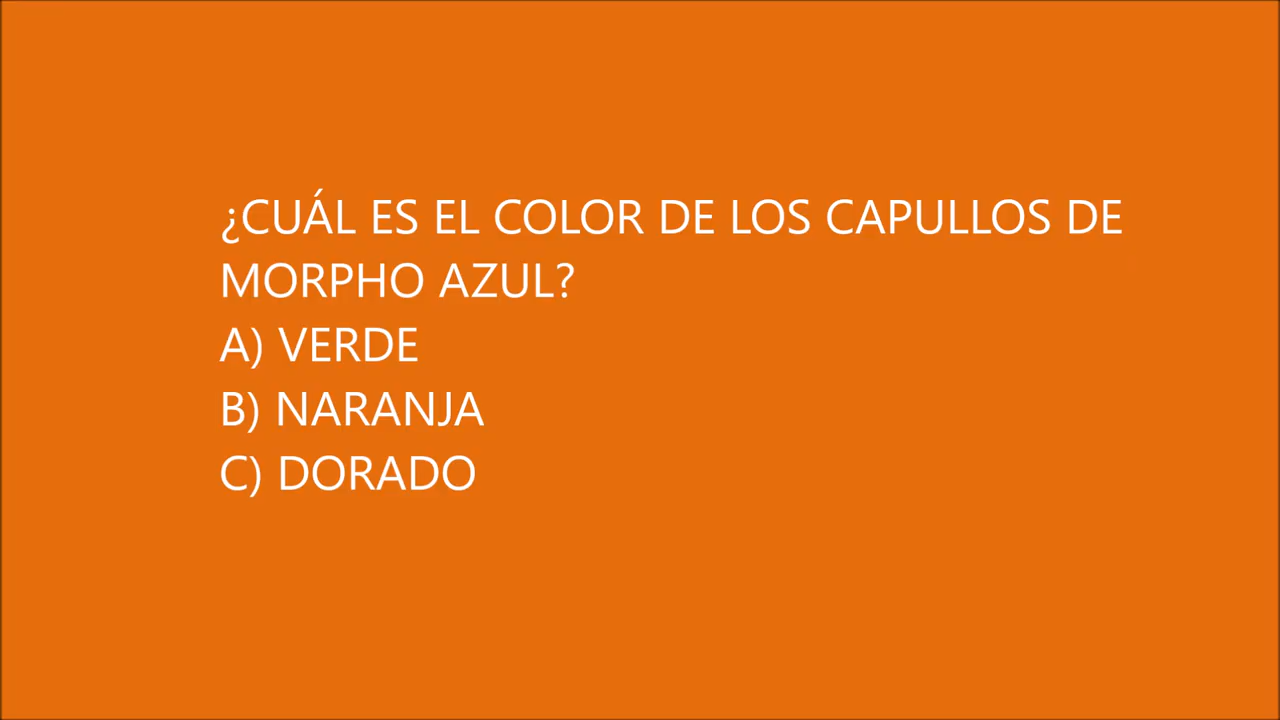 ¿CUÁL ES EL COLOR DE LOS CAPULLOS DE
MORPHO AZUL?
A) VERDE
B) NARANJA
C) DORADO